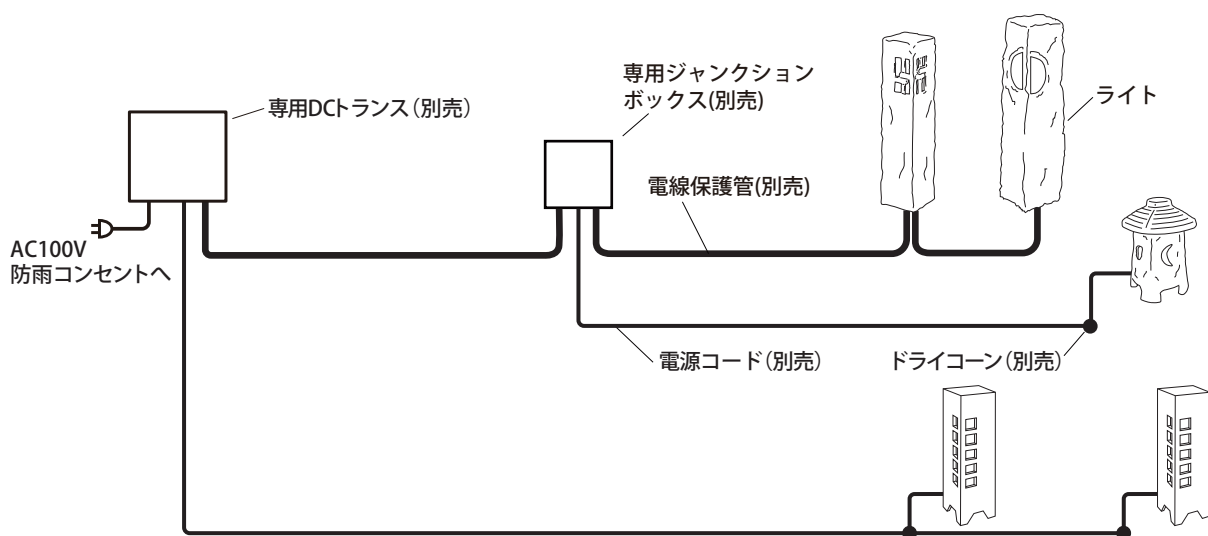 専用DCトランス（別売）
専用ジャンクション
ボックス(別売)
ライト
電線保護管(別売)
AC100V
防雨コンセントへ
電源コード（別売）
ドライコーン（別売）